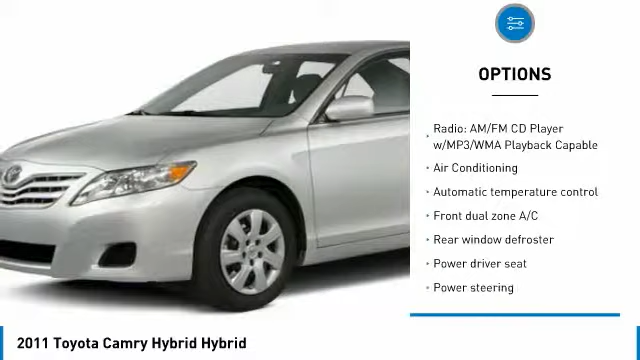 OPTIONS
Radio: AM/FM CD Player
w/MP3/WMA Playback Capable
Air Conditioning
Automatic temperature control
Front dual zone A/C
Rear window defroster
Power driver seat
Power steering
2011 Toyota Camry Hybrid Hybrid